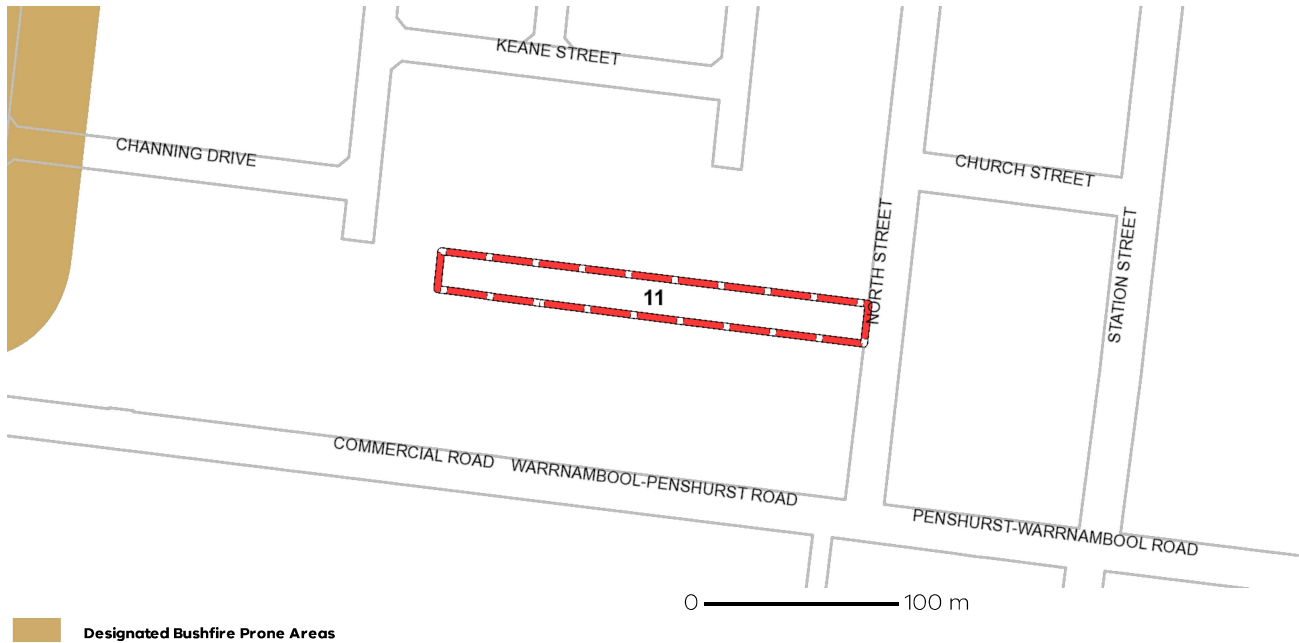 KEANE STREET
CHANNING DRIVE
CHURCH STREET
NORTH STREET
STATION STREET
11
COMMERCIAL ROAD
WARRNAMBOOL-PENSHURST ROAD
PENSHURST-WARRNAMBOOL ROAD
0 100 m
Designated Bushfire Prone Areas